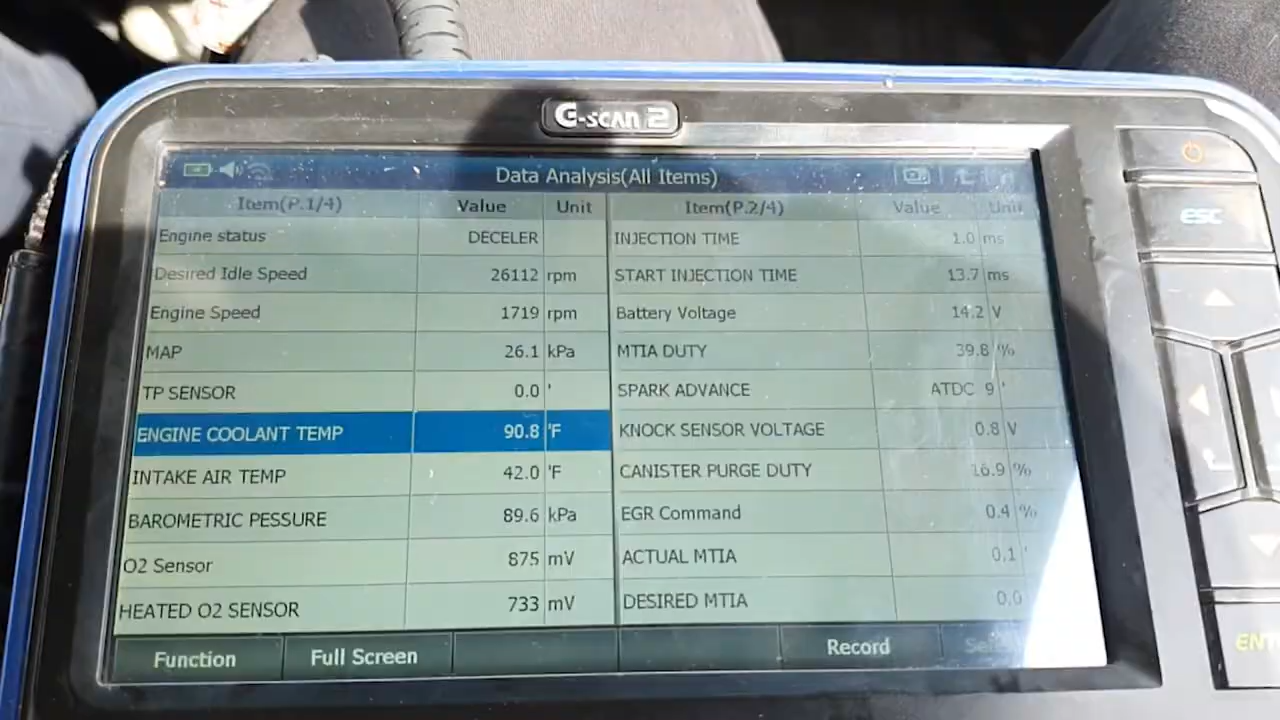 G-SCAN 2
Data Analysis(All Items)
Item(P.1/4) Value Unit Item(P.2/4) Value Unit
Engine status DECELER INJECTION TIME 1.0 ms
Desired Idle Speed 26112 rpm START INJECTION TIME 13.7 ms
Engine Speed 1719 rpm Battery Voltage 14.2 V
MAP 26.1 kPa MTIA DUTY 39.8 %
TP SENSOR 0.0 ' SPARK ADVANCE ATDC 9 '
ENGINE COOLANT TEMP 90.8 'F KNOCK SENSOR VOLTAGE 0.8 V
INTAKE AIR TEMP 42.0 'F CANISTER PURGE DUTY 16.9 %
BAROMETRIC PESSURE 89.6 kPa EGR Command 0.4 %
O2 Sensor 875 mV ACTUAL MTIA 0.1 '
HEATED O2 SENSOR 733 mV DESIRED MTIA 0.0
Function Full Screen Record
ESC
ENT